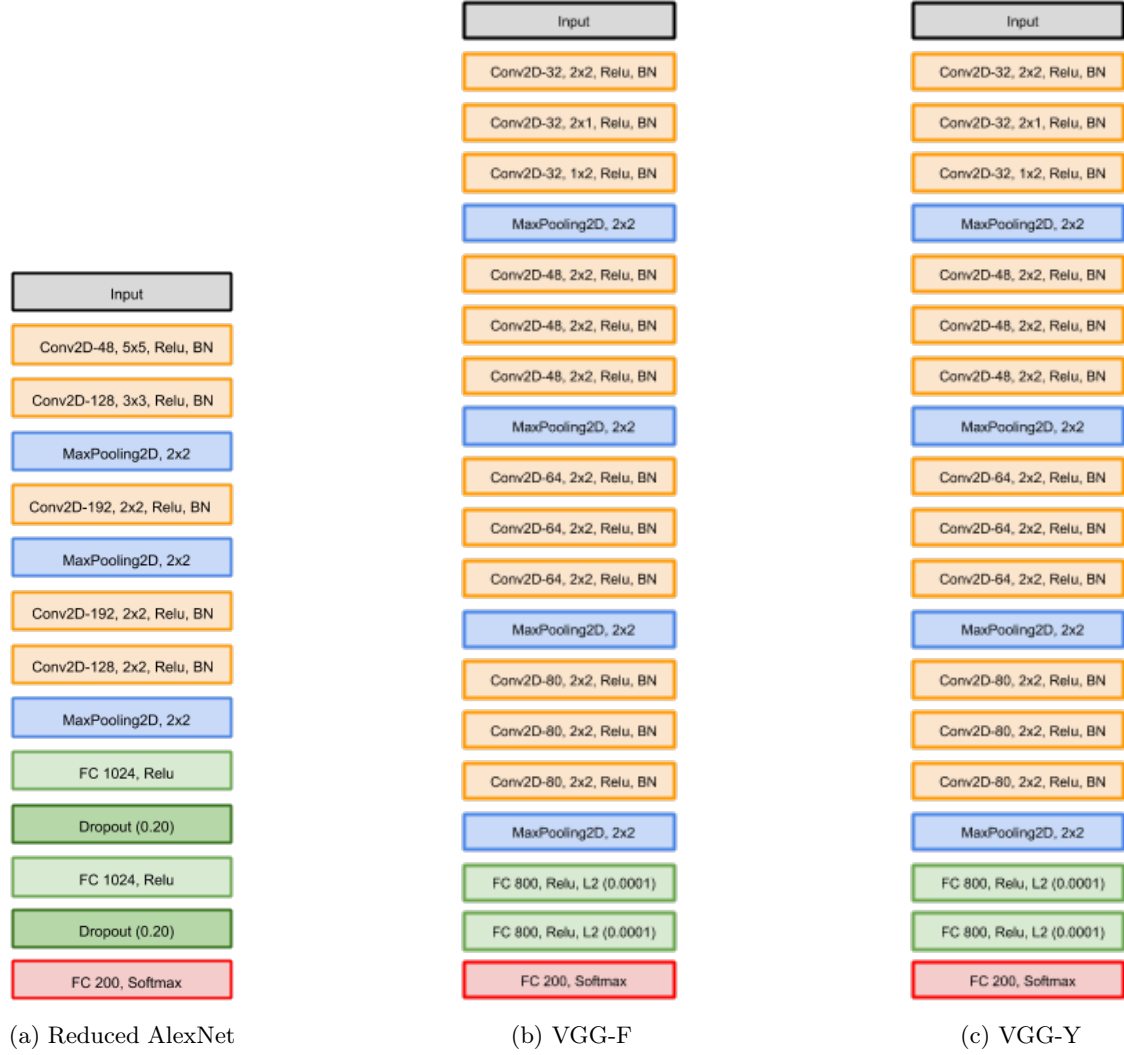 Input
Conv2D-48, 5x5, Relu, BN
Conv2D-128, 3x3, Relu, BN
MaxPooling2D, 2x2
Conv2D-192, 2x2, Relu, BN
MaxPooling2D, 2x2
Conv2D-192, 2x2, Relu, BN
Conv2D-128, 2x2, Relu, BN
MaxPooling2D, 2x2
FC 1024, Relu
Dropout (0.20)
FC 1024, Relu
Dropout (0.20)
FC 200, Softmax
(a) Reduced AlexNet
Input
Conv2D-32, 2x2, Relu, BN
Conv2D-32, 2x1, Relu, BN
Conv2D-32, 1x2, Relu, BN
MaxPooling2D, 2x2
Conv2D-48, 2x2, Relu, BN
Conv2D-48, 2x2, Relu, BN
Conv2D-48, 2x2, Relu, BN
MaxPooling2D, 2x2
Conv2D-64, 2x2, Relu, BN
Conv2D-64, 2x2, Relu, BN
Conv2D-64, 2x2, Relu, BN
MaxPooling2D, 2x2
Conv2D-80, 2x2, Relu, BN
Conv2D-80, 2x2, Relu, BN
Conv2D-80, 2x2, Relu, BN
MaxPooling2D, 2x2
FC 800, Relu, L2 (0.0001)
FC 800, Relu, L2 (0.0001)
FC 200, Softmax
(b) VGG-F
Input
Conv2D-32, 2x2, Relu, BN
Conv2D-32, 2x1, Relu, BN
Conv2D-32, 1x2, Relu, BN
MaxPooling2D, 2x2
Conv2D-48, 2x2, Relu, BN
Conv2D-48, 2x2, Relu, BN
Conv2D-48, 2x2, Relu, BN
MaxPooling2D, 2x2
Conv2D-64, 2x2, Relu, BN
Conv2D-64, 2x2, Relu, BN
Conv2D-64, 2x2, Relu, BN
MaxPooling2D, 2x2
Conv2D-80, 2x2, Relu, BN
Conv2D-80, 2x2, Relu, BN
Conv2D-80, 2x2, Relu, BN
MaxPooling2D, 2x2
FC 800, Relu, L2 (0.0001)
FC 800, Relu, L2 (0.0001)
FC 200, Softmax
(c) VGG-Y